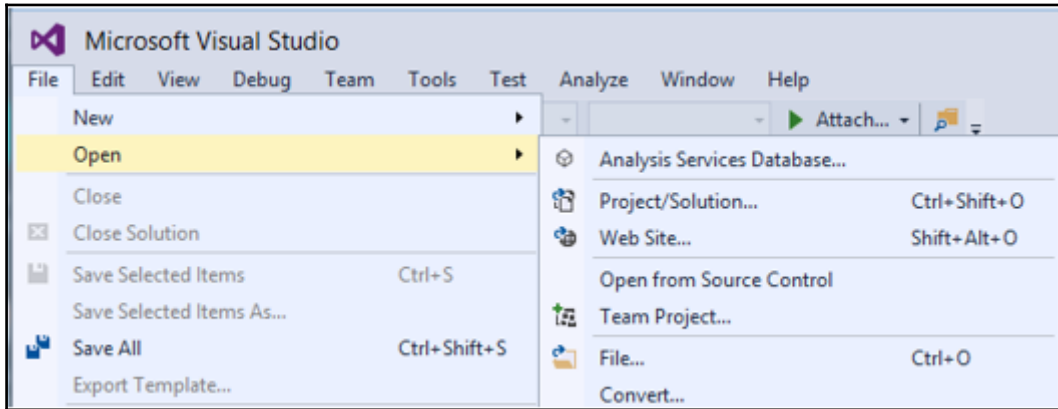 Microsoft Visual Studio
File Edit View Debug Team Tools Test Analyze Window Help
New
Attach...
Open
Analysis Services Database...
Close
Project/Solution... Ctrl+Shift+O
Close Solution
Web Site... Shift+Alt+O
Save Selected Items Ctrl+S
Open from Source Control
Save Selected Items As...
Team Project...
Save All Ctrl+Shift+S
File... Ctrl+O
Export Template...
Convert...